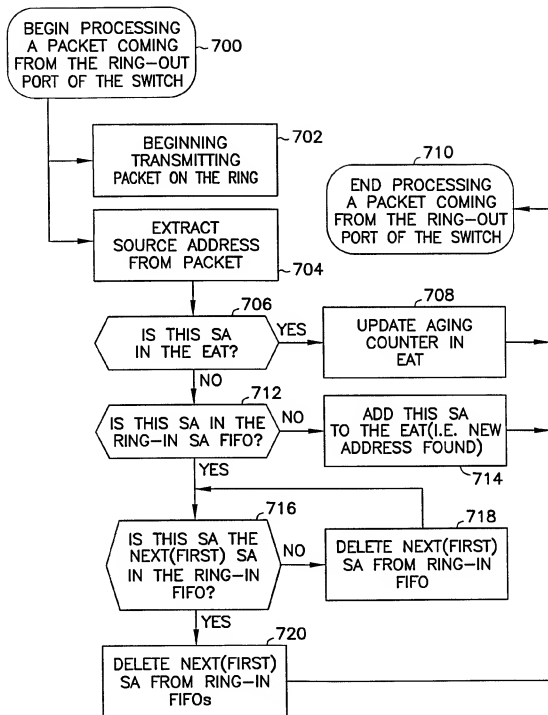 BEGIN PROCESSING
A PACKET COMING
FROM THE RING-OUT
PORT OF THE SWITCH
700
702
BEGINNING
TRANSMITTING
PACKET ON THE RING
710
END PROCESSING
A PACKET COMING
FROM THE RING-OUT
PORT OF THE SWITCH
EXTRACT
SOURCE ADDRESS
FROM PACKET
704
706
IS THIS SA
IN THE EAT?
YES
NO
708
UPDATE AGING
COUNTER IN
EAT
712
IS THIS SA IN THE
RING-IN SA FIFO?
NO
YES
ADD THIS SA
TO THE EAT(I.E. NEW
ADDRESS FOUND)
714
716
IS THIS SA THE
NEXT(FIRST) SA
IN THE RING-IN
FIFO?
NO
YES
718
DELETE NEXT(FIRST)
SA FROM RING-IN
FIFO
720
DELETE NEXT(FIRST)
SA FROM RING-IN
FIFOs